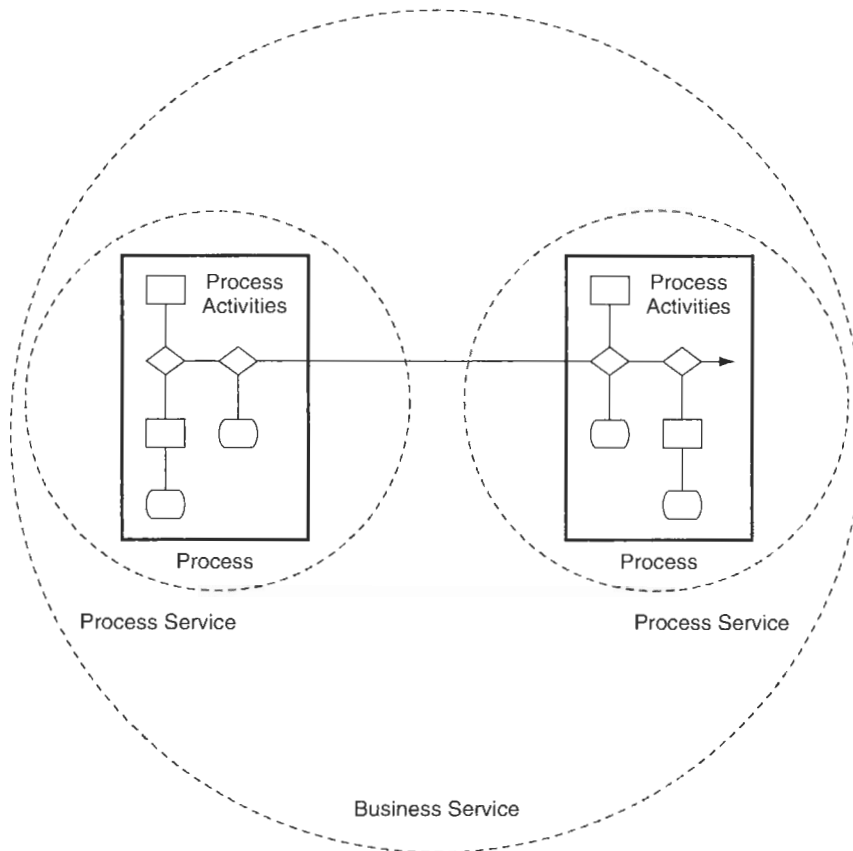 Process
Activities
Process
Process Service
Process
Activities
Process
Process Service
Business Service